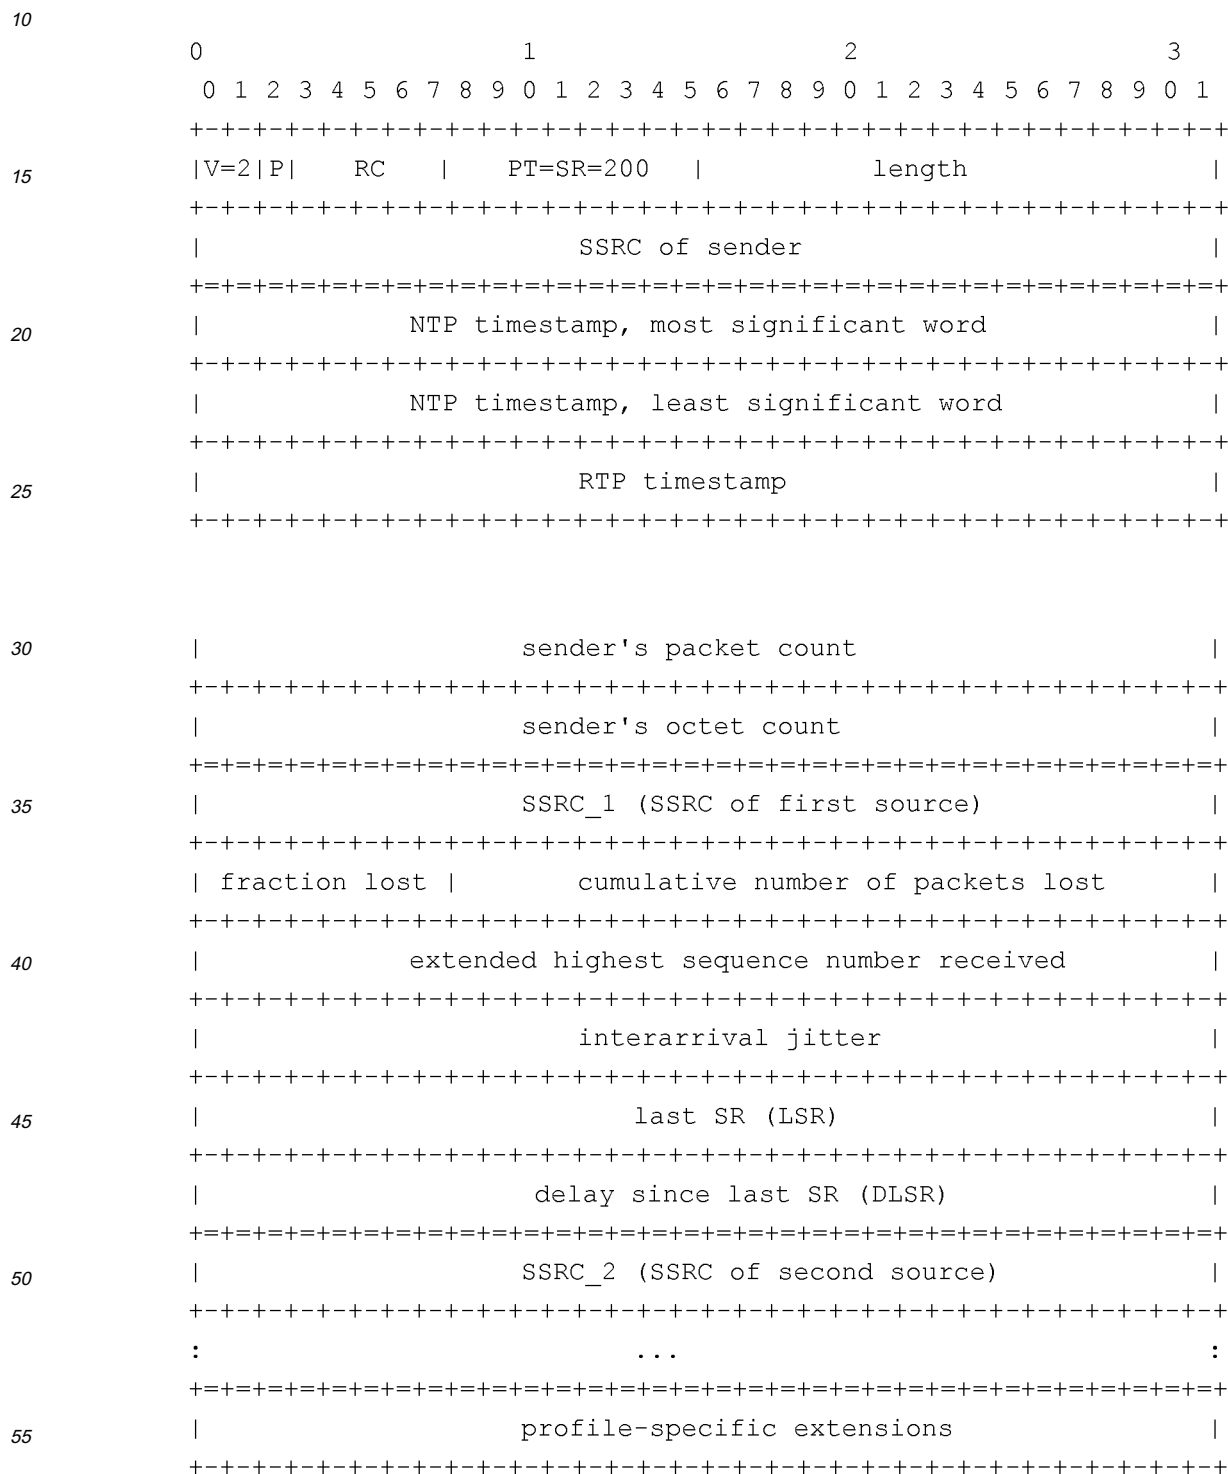 10
0 1 2 3
0 1 2 3 4 5 6 7 8 9 0 1 2 3 4 5 6 7 8 9 0 1 2 3 4 5 6 7 8 9 0 1
+-+-+-+-+-+-+-+-+-+-+-+-+-+-+-+-+-+-+-+-+-+-+-+-+-+-+-+-+-+-+-+-+
15 |V=2|P| RC | PT=SR=200 | length |
+-+-+-+-+-+-+-+-+-+-+-+-+-+-+-+-+-+-+-+-+-+-+-+-+-+-+-+-+-+-+-+-+
| SSRC of sender |
+=+=+=+=+=+=+=+=+=+=+=+=+=+=+=+=+=+=+=+=+=+=+=+=+=+=+=+=+=+=+=+=+
20 | NTP timestamp, most significant word |
+-+-+-+-+-+-+-+-+-+-+-+-+-+-+-+-+-+-+-+-+-+-+-+-+-+-+-+-+-+-+-+-+
| NTP timestamp, least significant word |
+-+-+-+-+-+-+-+-+-+-+-+-+-+-+-+-+-+-+-+-+-+-+-+-+-+-+-+-+-+-+-+-+
25 | RTP timestamp |
+-+-+-+-+-+-+-+-+-+-+-+-+-+-+-+-+-+-+-+-+-+-+-+-+-+-+-+-+-+-+-+-+
30 | sender's packet count |
+-+-+-+-+-+-+-+-+-+-+-+-+-+-+-+-+-+-+-+-+-+-+-+-+-+-+-+-+-+-+-+-+
| sender's octet count |
+=+=+=+=+=+=+=+=+=+=+=+=+=+=+=+=+=+=+=+=+=+=+=+=+=+=+=+=+=+=+=+=+
35 | SSRC_1 (SSRC of first source) |
+-+-+-+-+-+-+-+-+-+-+-+-+-+-+-+-+-+-+-+-+-+-+-+-+-+-+-+-+-+-+-+-+
| fraction lost | cumulative number of packets lost |
+-+-+-+-+-+-+-+-+-+-+-+-+-+-+-+-+-+-+-+-+-+-+-+-+-+-+-+-+-+-+-+-+
40 | extended highest sequence number received |
+-+-+-+-+-+-+-+-+-+-+-+-+-+-+-+-+-+-+-+-+-+-+-+-+-+-+-+-+-+-+-+-+
| interarrival jitter |
+-+-+-+-+-+-+-+-+-+-+-+-+-+-+-+-+-+-+-+-+-+-+-+-+-+-+-+-+-+-+-+-+
45 | last SR (LSR) |
+-+-+-+-+-+-+-+-+-+-+-+-+-+-+-+-+-+-+-+-+-+-+-+-+-+-+-+-+-+-+-+-+
| delay since last SR (DLSR) |
+=+=+=+=+=+=+=+=+=+=+=+=+=+=+=+=+=+=+=+=+=+=+=+=+=+=+=+=+=+=+=+=+
50 | SSRC_2 (SSRC of second source) |
+-+-+-+-+-+-+-+-+-+-+-+-+-+-+-+-+-+-+-+-+-+-+-+-+-+-+-+-+-+-+-+-+
: ... :
+=+=+=+=+=+=+=+=+=+=+=+=+=+=+=+=+=+=+=+=+=+=+=+=+=+=+=+=+=+=+=+=+
55 | profile-specific extensions |
+-+-+-+-+-+-+-+-+-+-+-+-+-+-+-+-+-+-+-+-+-+-+-+-+-+-+-+-+-+-+-+-+